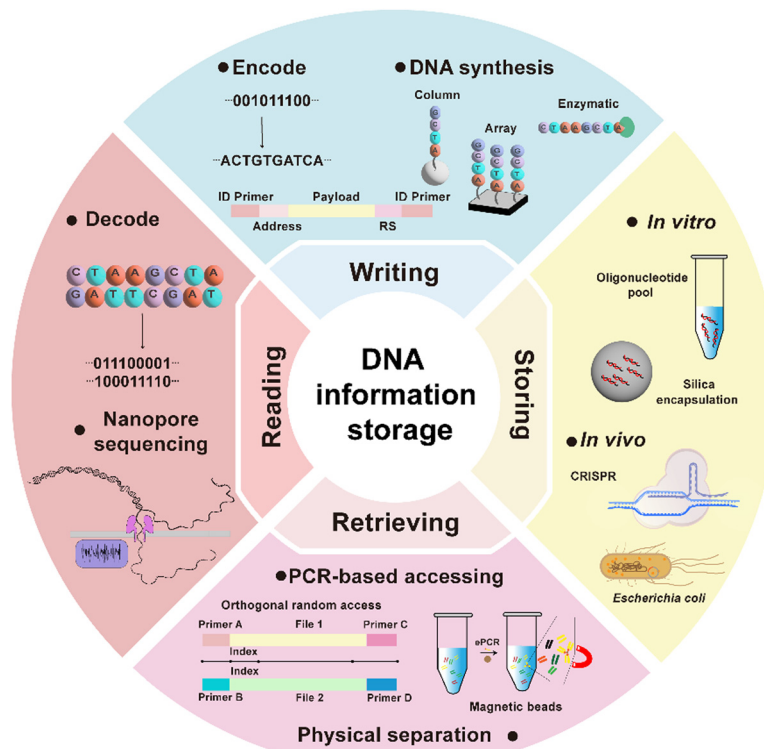 ● Encode
···001011100···
···ACTGTGATCA···
ID Primer
Payload
ID Primer
Address
RS
● DNA synthesis
Column
G
C
T
A
Array
G G G
C C C
T T T
A A A
Enzymatic
C T A A G C T A
Writing
● Decode
C T A A G C T A
G A T T C G A T
···011100001···
···100011110···
● Nanopore
sequencing
Reading
DNA
information
storage
Storing
● In vitro
Oligonucleotide
pool
Silica
encapsulation
● In vivo
CRISPR
Escherichia coli
Retrieving
●PCR-based accessing
Orthogonal random access
Primer A
File 1
Primer C
Index
Index
Primer B
File 2
Primer D
ePCR
Magnetic beads
Physical separation ●